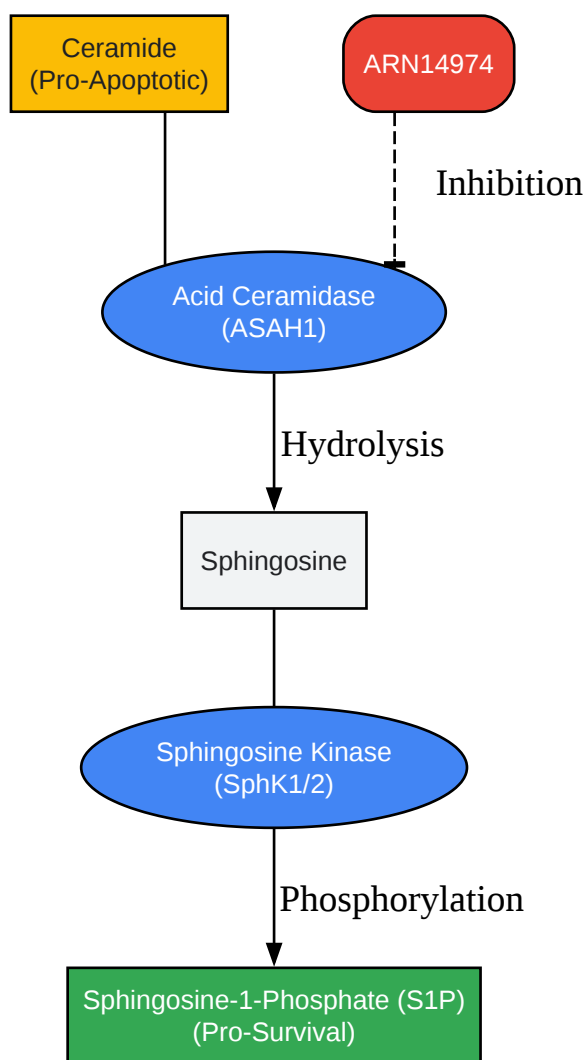 Ceramide
(Pro-Apoptotic)
ARN14974
Inhibition
Acid Ceramidase
(ASAH1)
Hydrolysis
Sphingosine
Sphingosine Kinase
(SphK1/2)
Phosphorylation
Sphingosine-1-Phosphate (S1P)
(Pro-Survival)